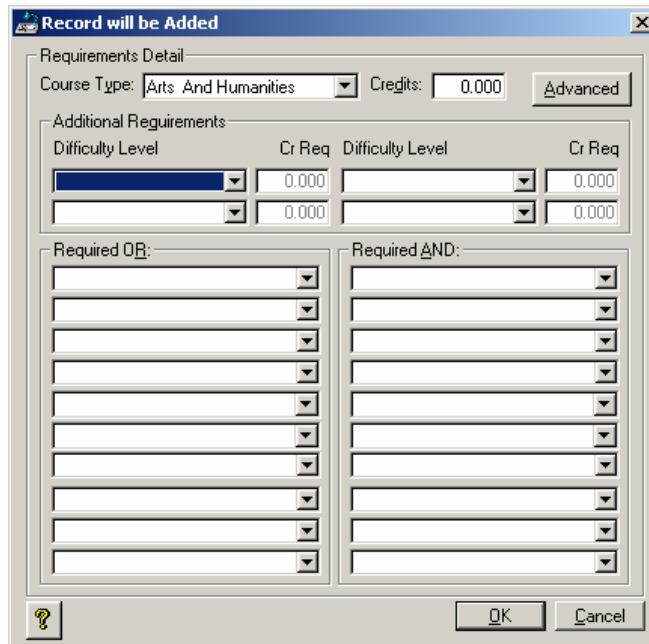 Record will be Added
Requirements Detail
Course Type: Arts And Humanities Credits: 0.000 Advanced
Additional Requirements
Difficulty Level Cr Req Difficulty Level Cr Req
0.000 0.000
0.000 0.000
Required OR: Required AND:
? OK Cancel